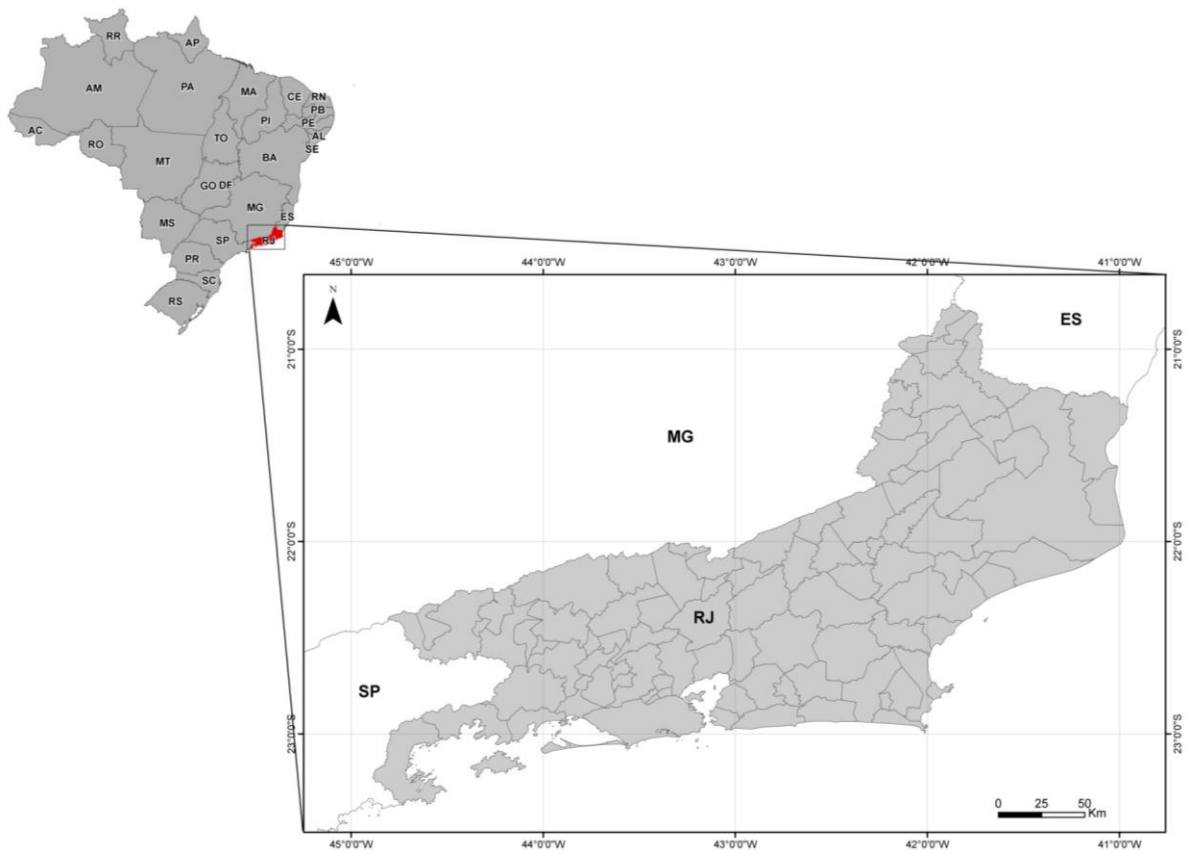 RR
AP
AM
PA
MA
CE
RN
PB
PI
PE
AL
SE
AC
RO
TO
MT
BA
GO DF
MG
ES
MS
SP
RJ
PR
SC
RS
45°0'0"W 44°0'0"W 43°0'0"W 42°0'0"W 41°0'0"W
N
ES
21°0'0"S 21°0'0"S
MG
22°0'0"S 22°0'0"S
RJ
SP
23°0'0"S 23°0'0"S
0 25 50
Km
45°0'0"W 44°0'0"W 43°0'0"W 42°0'0"W 41°0'0"W